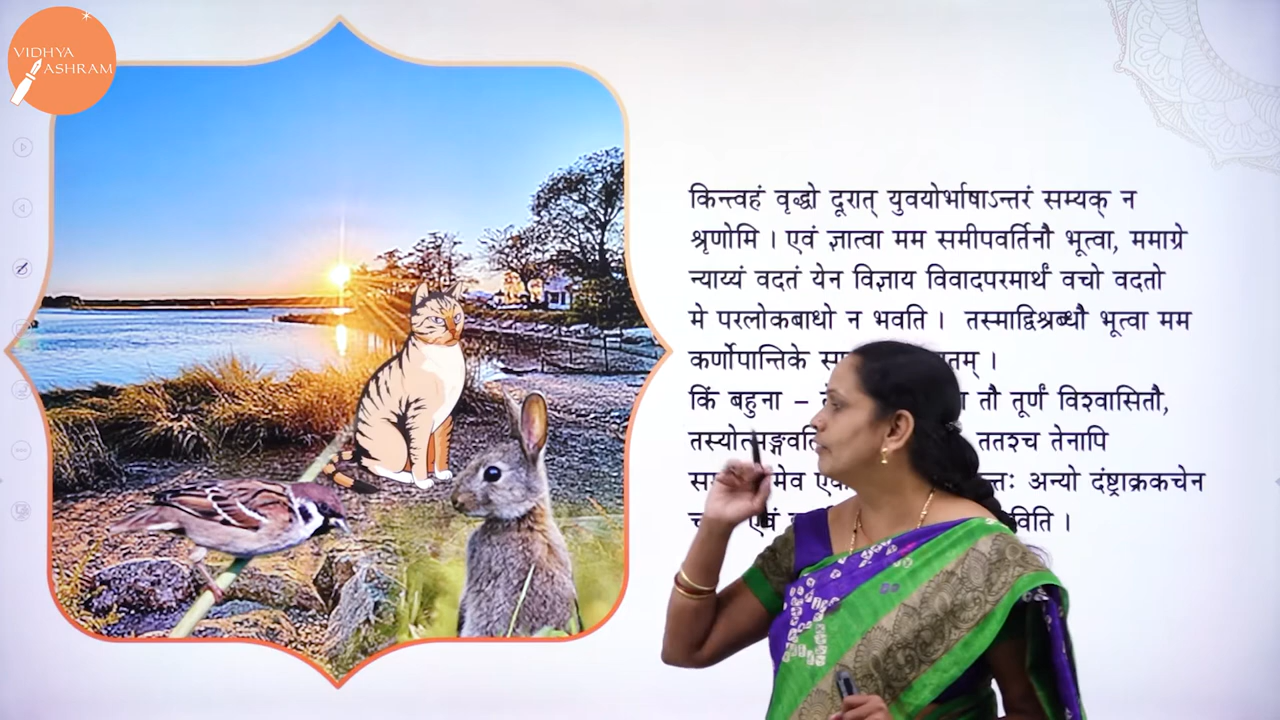 VIDHYA
ASHRAM
किन्त्वहं वृद्धो दूरात् युवयोर्भाषाऽन्तरं सम्यक् न
श्रृणोमि । एवं ज्ञात्वा मम समीपवर्तिनौ भूत्वा, ममाग्रे
न्याय्यं वदतं येन विज्ञाय विवादपरमार्थं वचो वदतो
मे परलोकबाधो न भवति । तस्माद्विश्रब्धौ भूत्वा मम
कर्णोपान्तिके
किं बहुना – तौ तूर्णं विश्वासितौ,
ततश्च तेनापि
अन्यो दंष्ट्राक्रकचेन
एवं